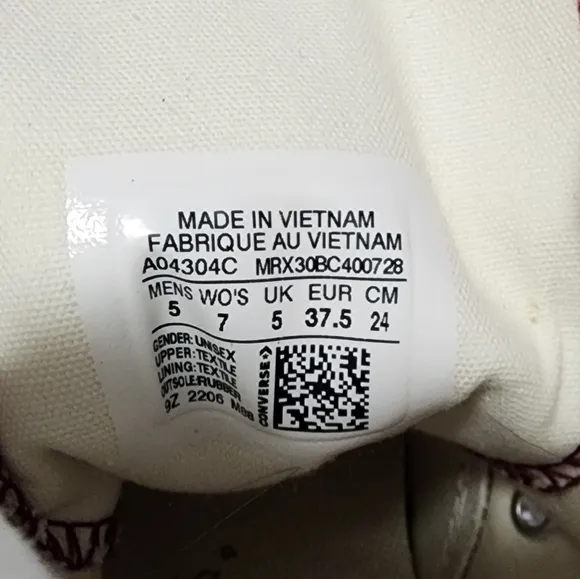 MADE IN VIETNAM
FABRIQUE AU VIETNAM
A04304C MRX30BC400728
MENS WO'S UK EUR CM
5 7 5 37.5 24
GENDER: UNISEX
UPPER: TEXTILE
LINING: TEXTILE
OUTSOLE:RUBBER
9Z 2206
CONVERSE